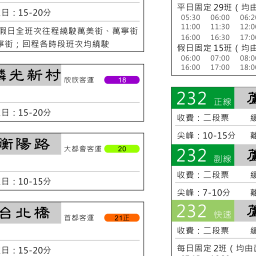 日：15-20分
假日全班次往程繞駛萬美街、萬寧街
寧街；回程各時段班次均繞駛
麟光新村 欣欣客運 18
日：15-20分
衡陽路 大都會客運 20
日：10-15分
台北橋 首都客運 21正
日：15-20分
平日固定29班（均由
05:30 06:00 06:20
11:00 11:30 12:00
16:00 16:30 17:00
假日固定15班（均由
06:00 07:00 08:00
16:00 17:00 18:00
232 正線
收費：二段票 緩
尖峰：10-15分 離
232 副線
收費：二段票 緩
尖峰：7-10分 離
232 快速
收費：二段票 緩
每日固定2班（均由